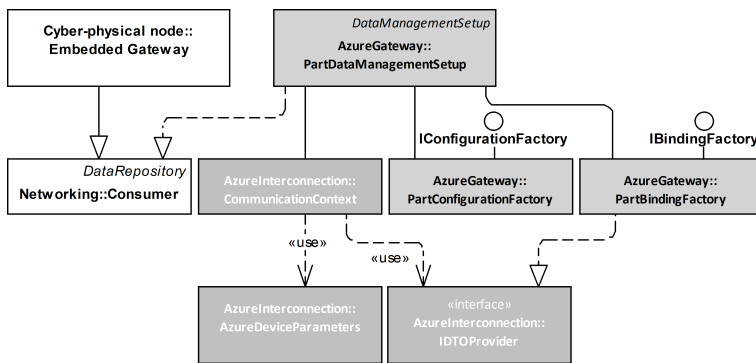 Cyber-physical node::
Embedded Gateway
DataManagementSetup
AzureGateway::
PartDataManagementSetup
IConfigurationFactory
IBindingFactory
DataRepository
Networking::Consumer
AzureInterconnection::
CommunicationContext
AzureGateway::
PartConfigurationFactory
AzureGateway::
PartBindingFactory
«use»
«use»
AzureInterconnection::
AzureDeviceParameters
«interface»
AzureInterconnection::
IDTOProvider